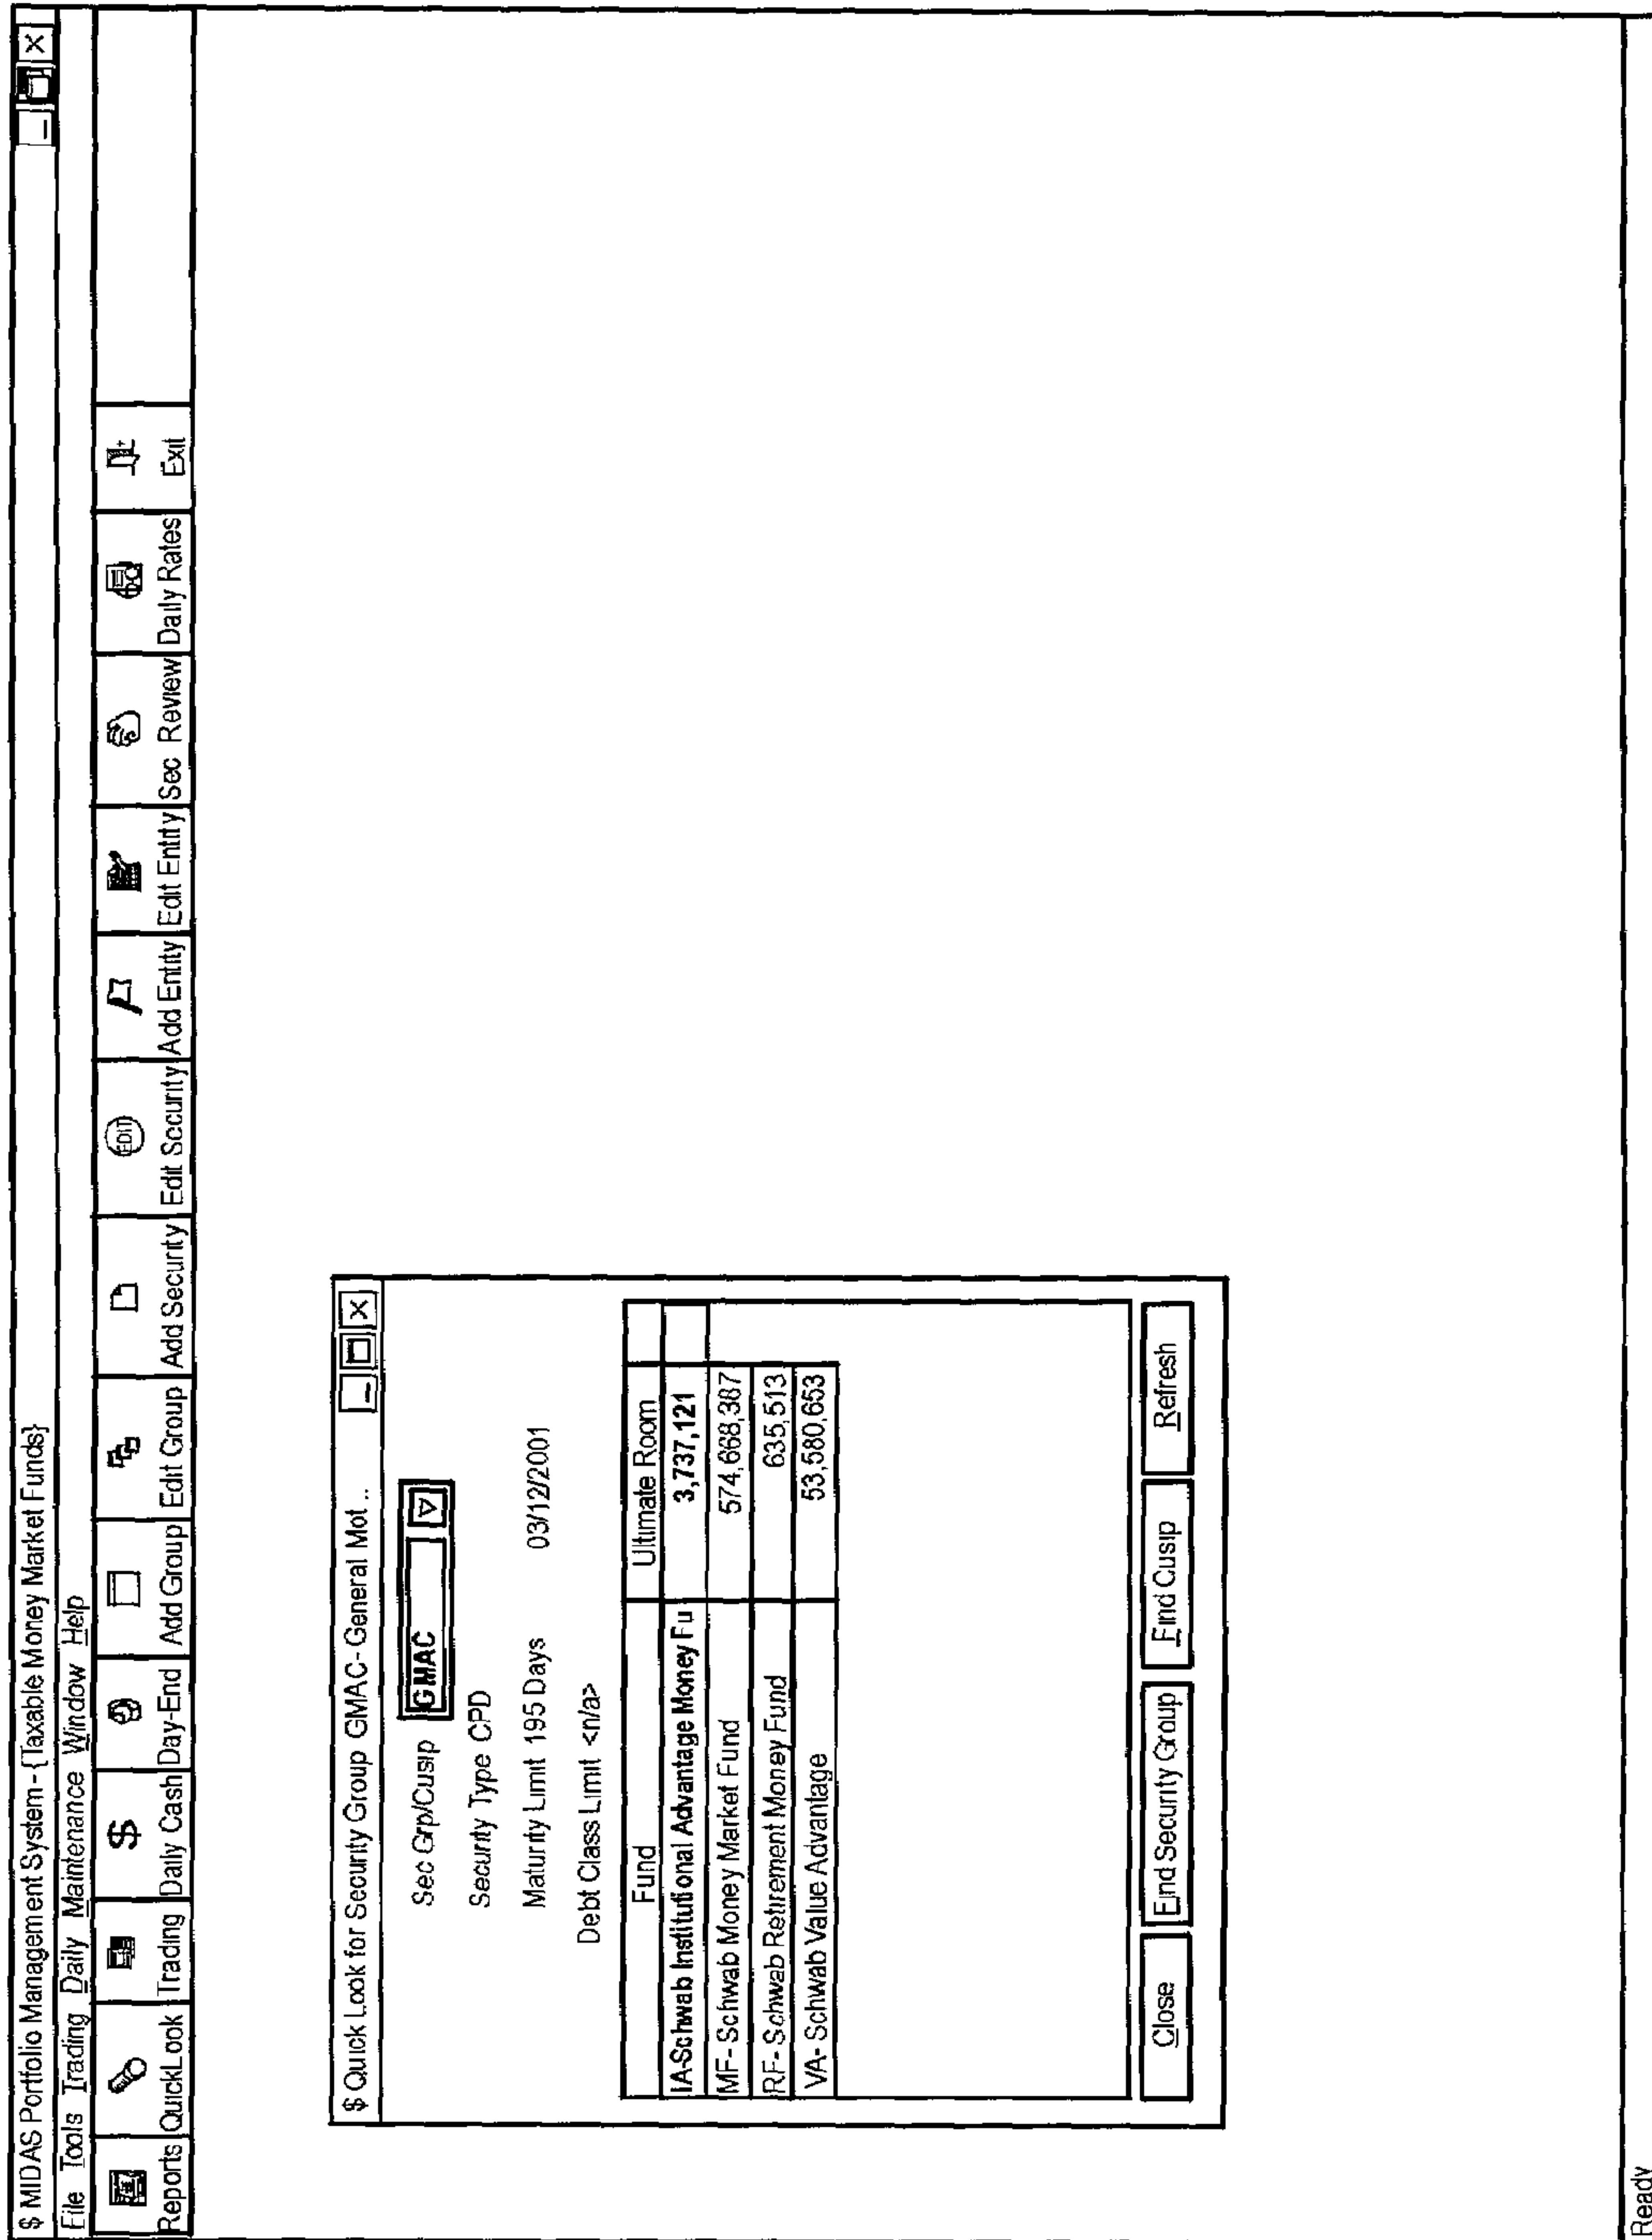 $ MIDAS Portfolio Management System - {Taxable Money Market Funds}
File Tools Trading Daily Maintenance Window Help
Reports QuickLook Trading Daily Cash Day-End Add Group Edit Group Add Security Edit Security Add Entity Edit Entity Sec Review Daily Rates Exit
EDIT
$ Quick Look for Security Group GMAC- General Mot ..
Sec Grp/Cusip GMAC
Security Type CPD
Maturity Limit 195 Days 03/12/2001
Debt Class Limit <n/a>
Fund Ultimate Room
IA-Schwab Institutional Advantage Money Fu 3,737,121
MF- Schwab Money Market Fund 574,668,387
RF- Schwab Retirement Money Fund 635,513
VA- Schwab Value Advantage 53,580,653
Close Find Security Group Find Cusip Refresh
Ready